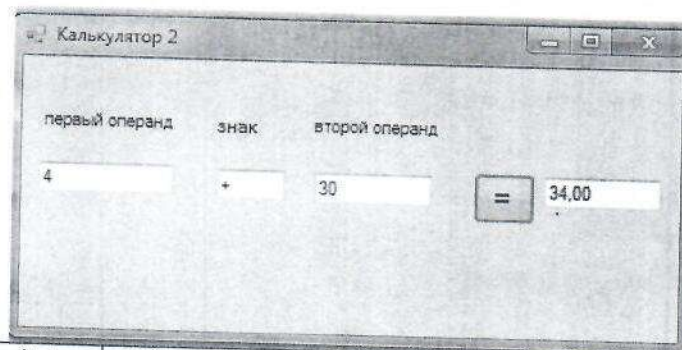 Калькулятор 2
первый операнд знак второй операнд
4 + 30 = 34,00